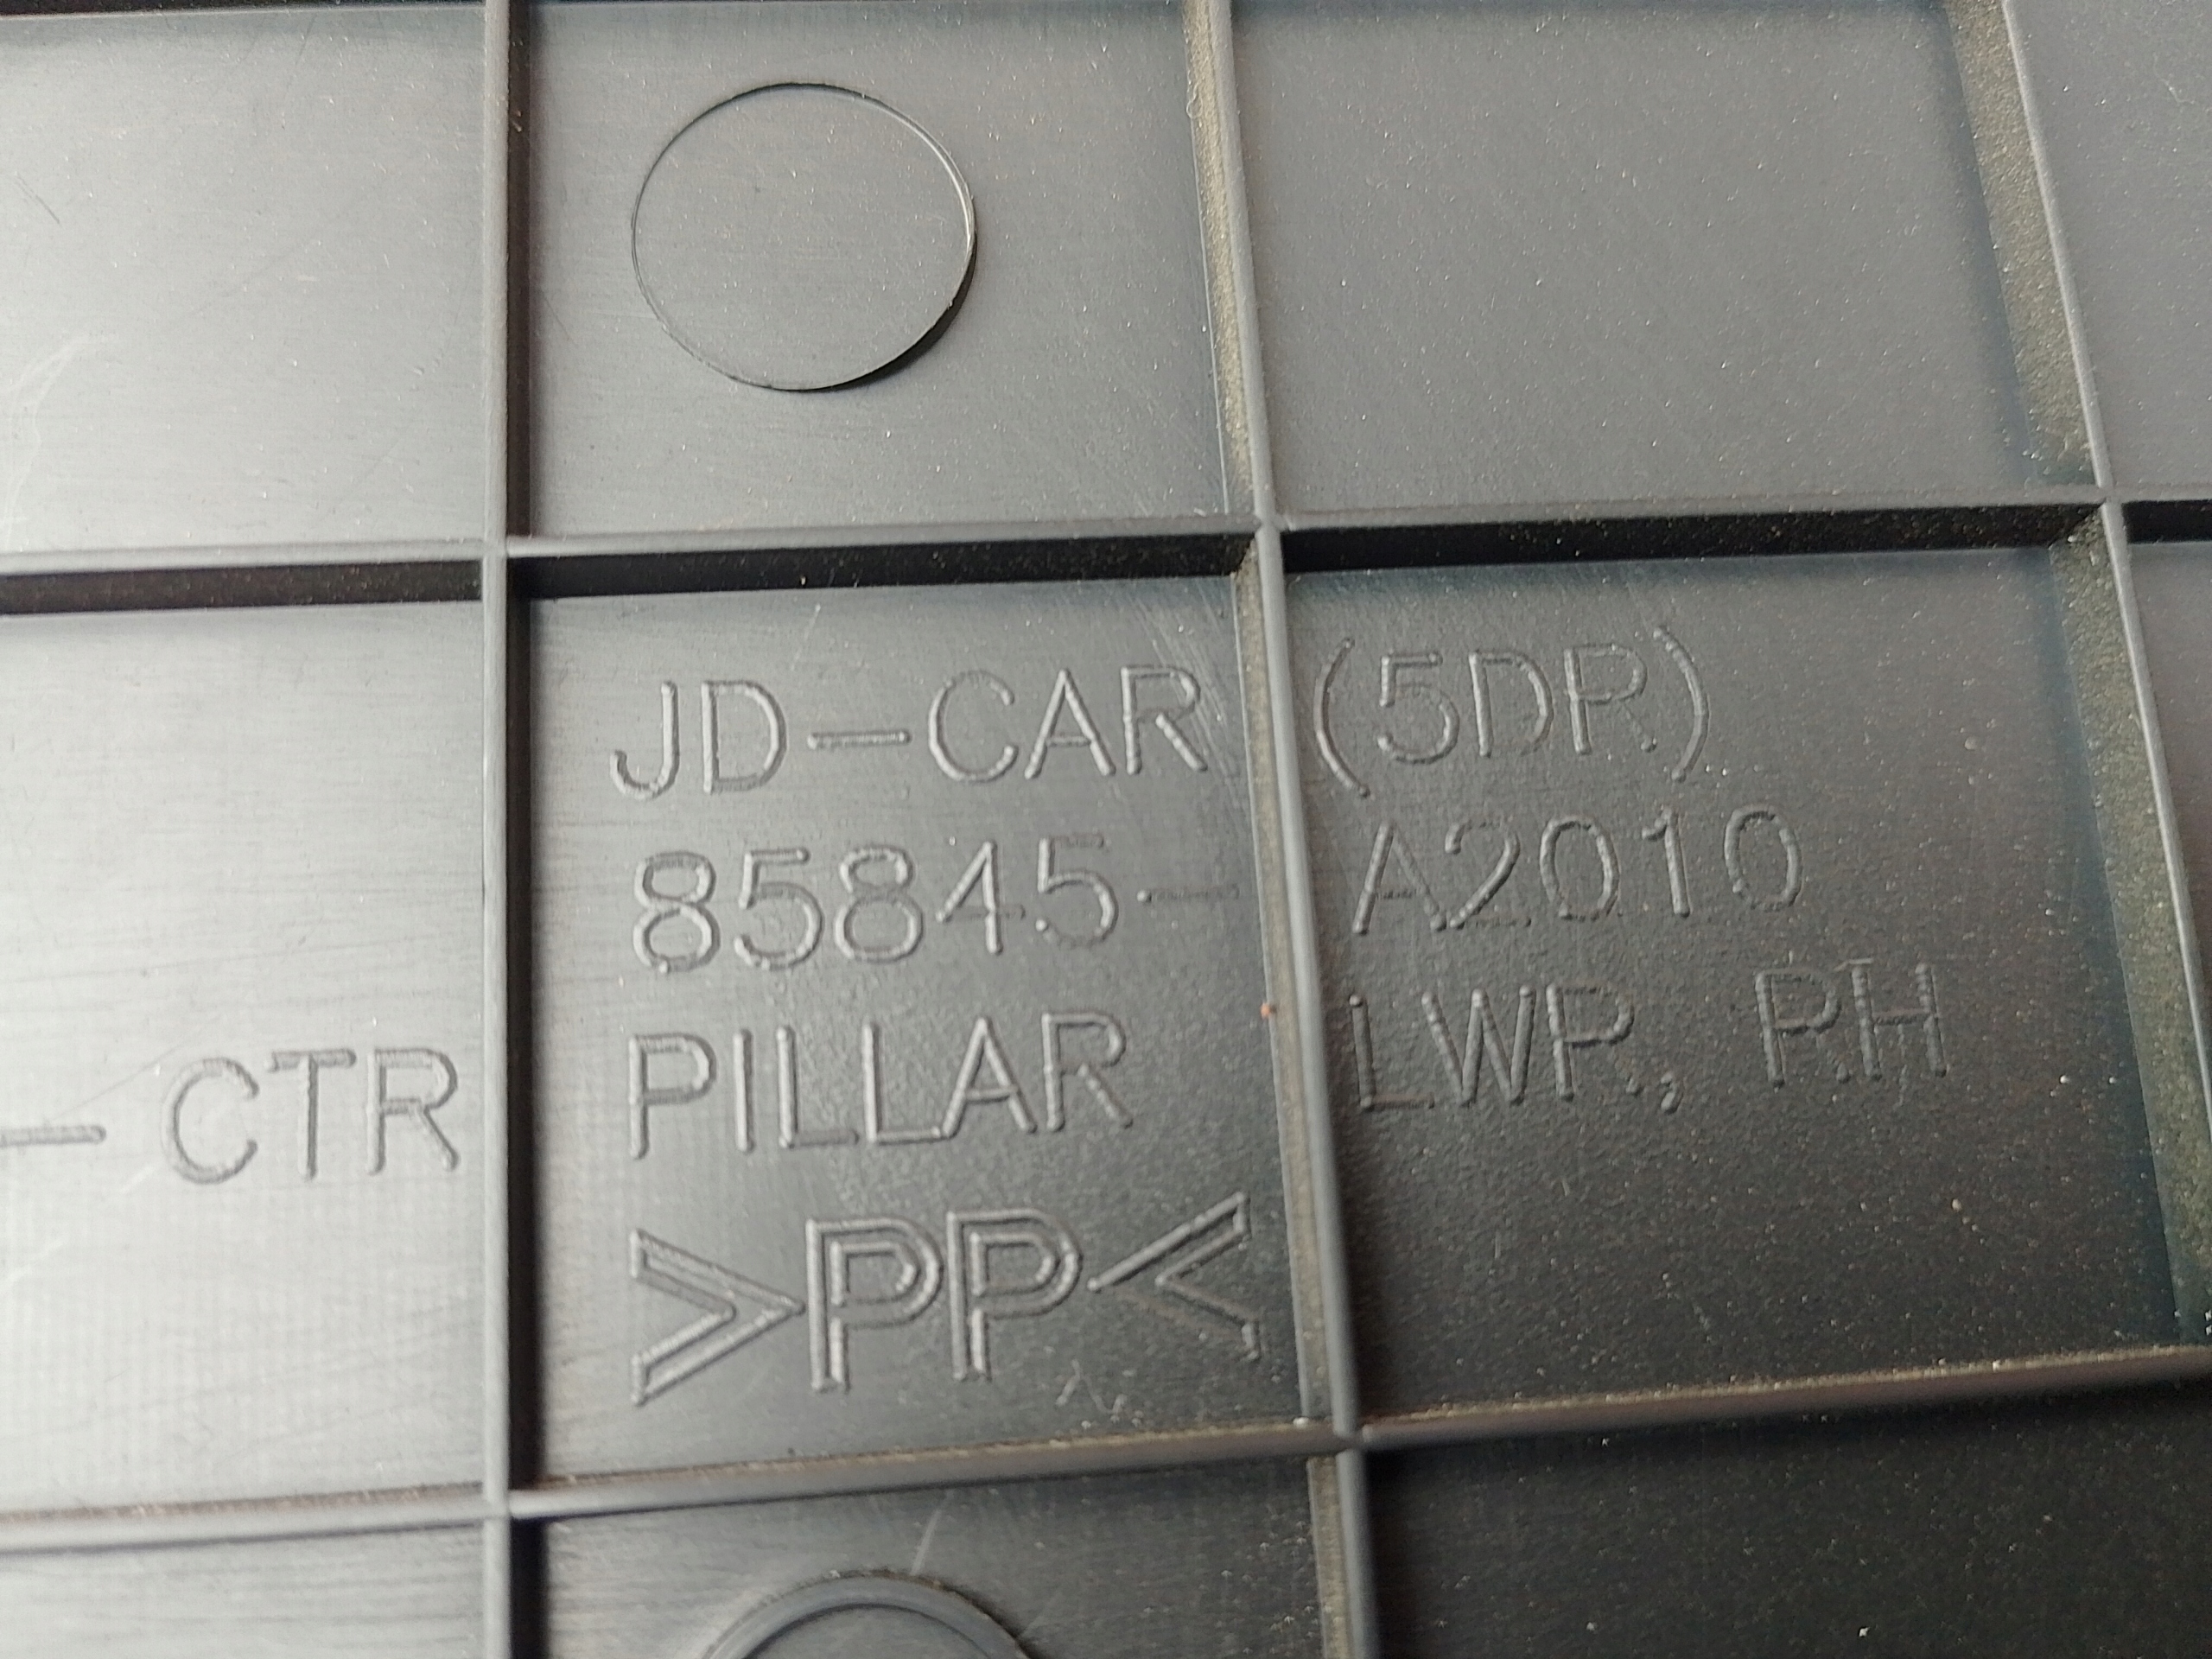 JD-CAR (5DR)
85845-A2010
- CTR PILLAR LWR, RH
>PP<